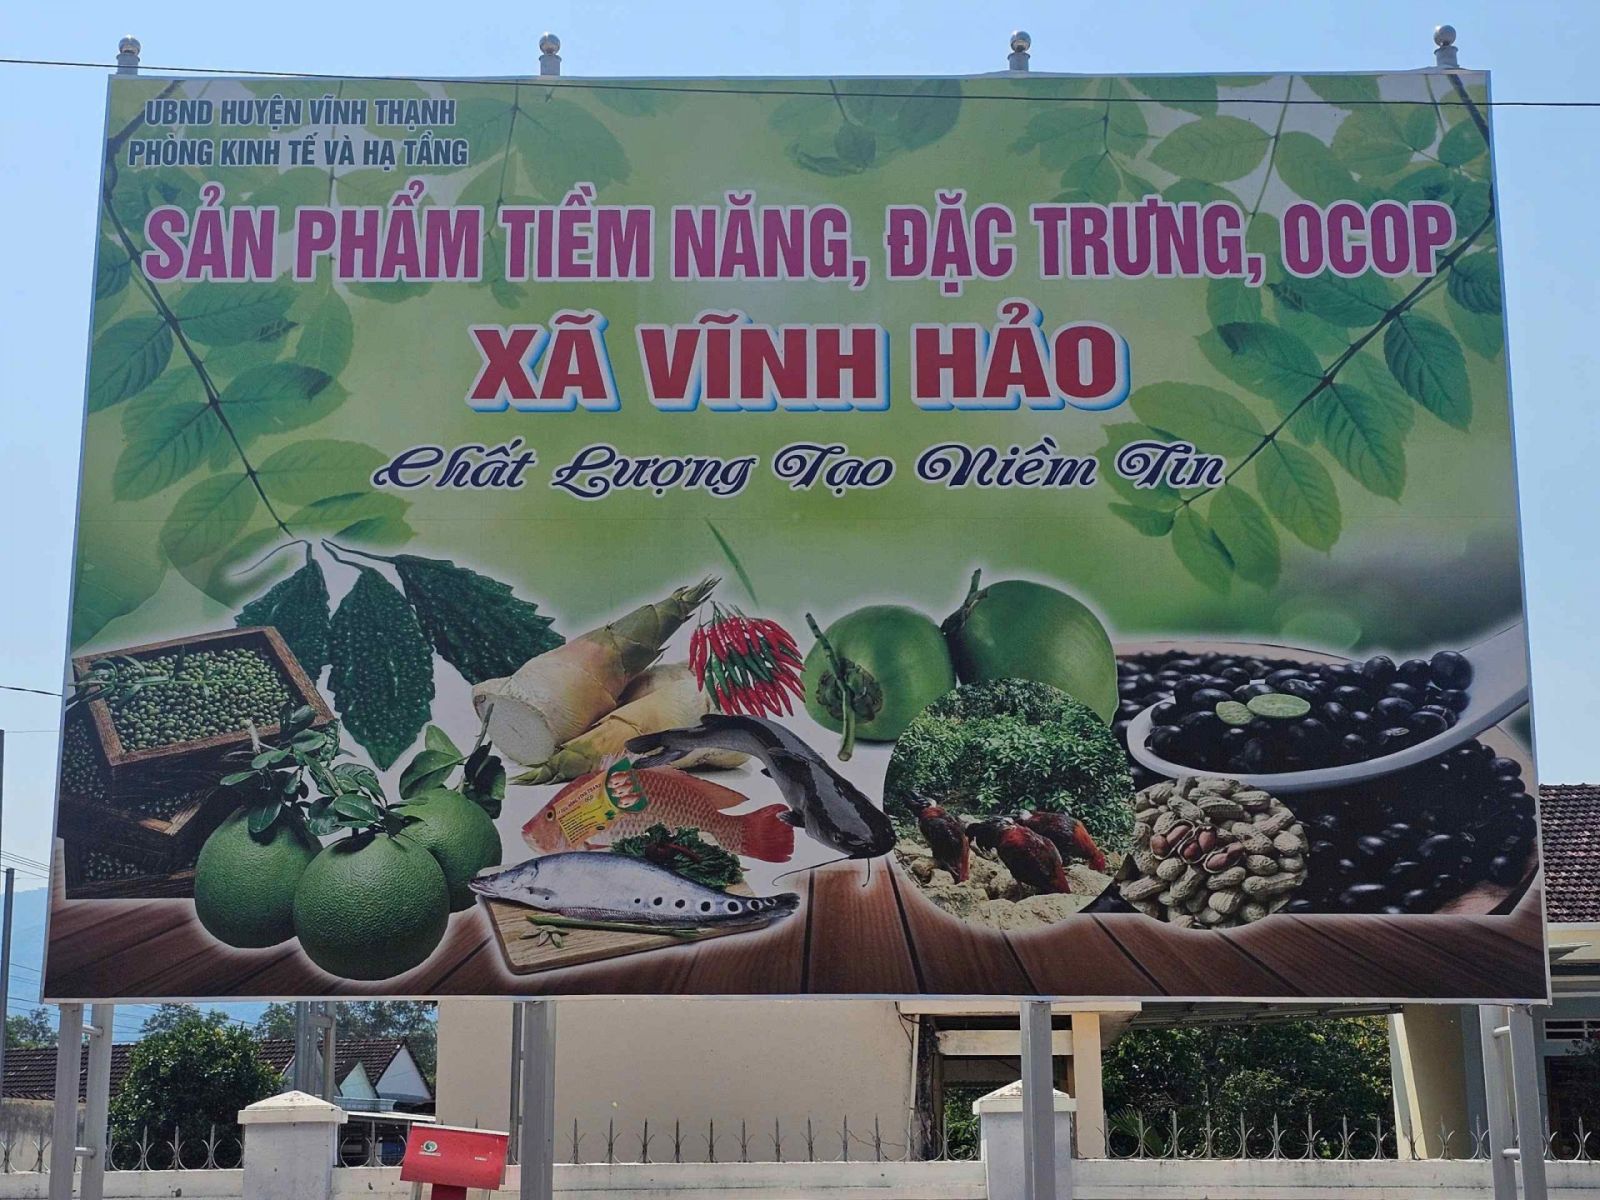 UBND HUYỆN VĨNH THẠNH
PHÒNG KINH TẾ VÀ HẠ TẦNG
SẢN PHẨM TIỀM NĂNG, ĐẶC TRƯNG, OCOP
XÃ VĨNH HẢO
Chất Lượng Tạo Niềm Tin